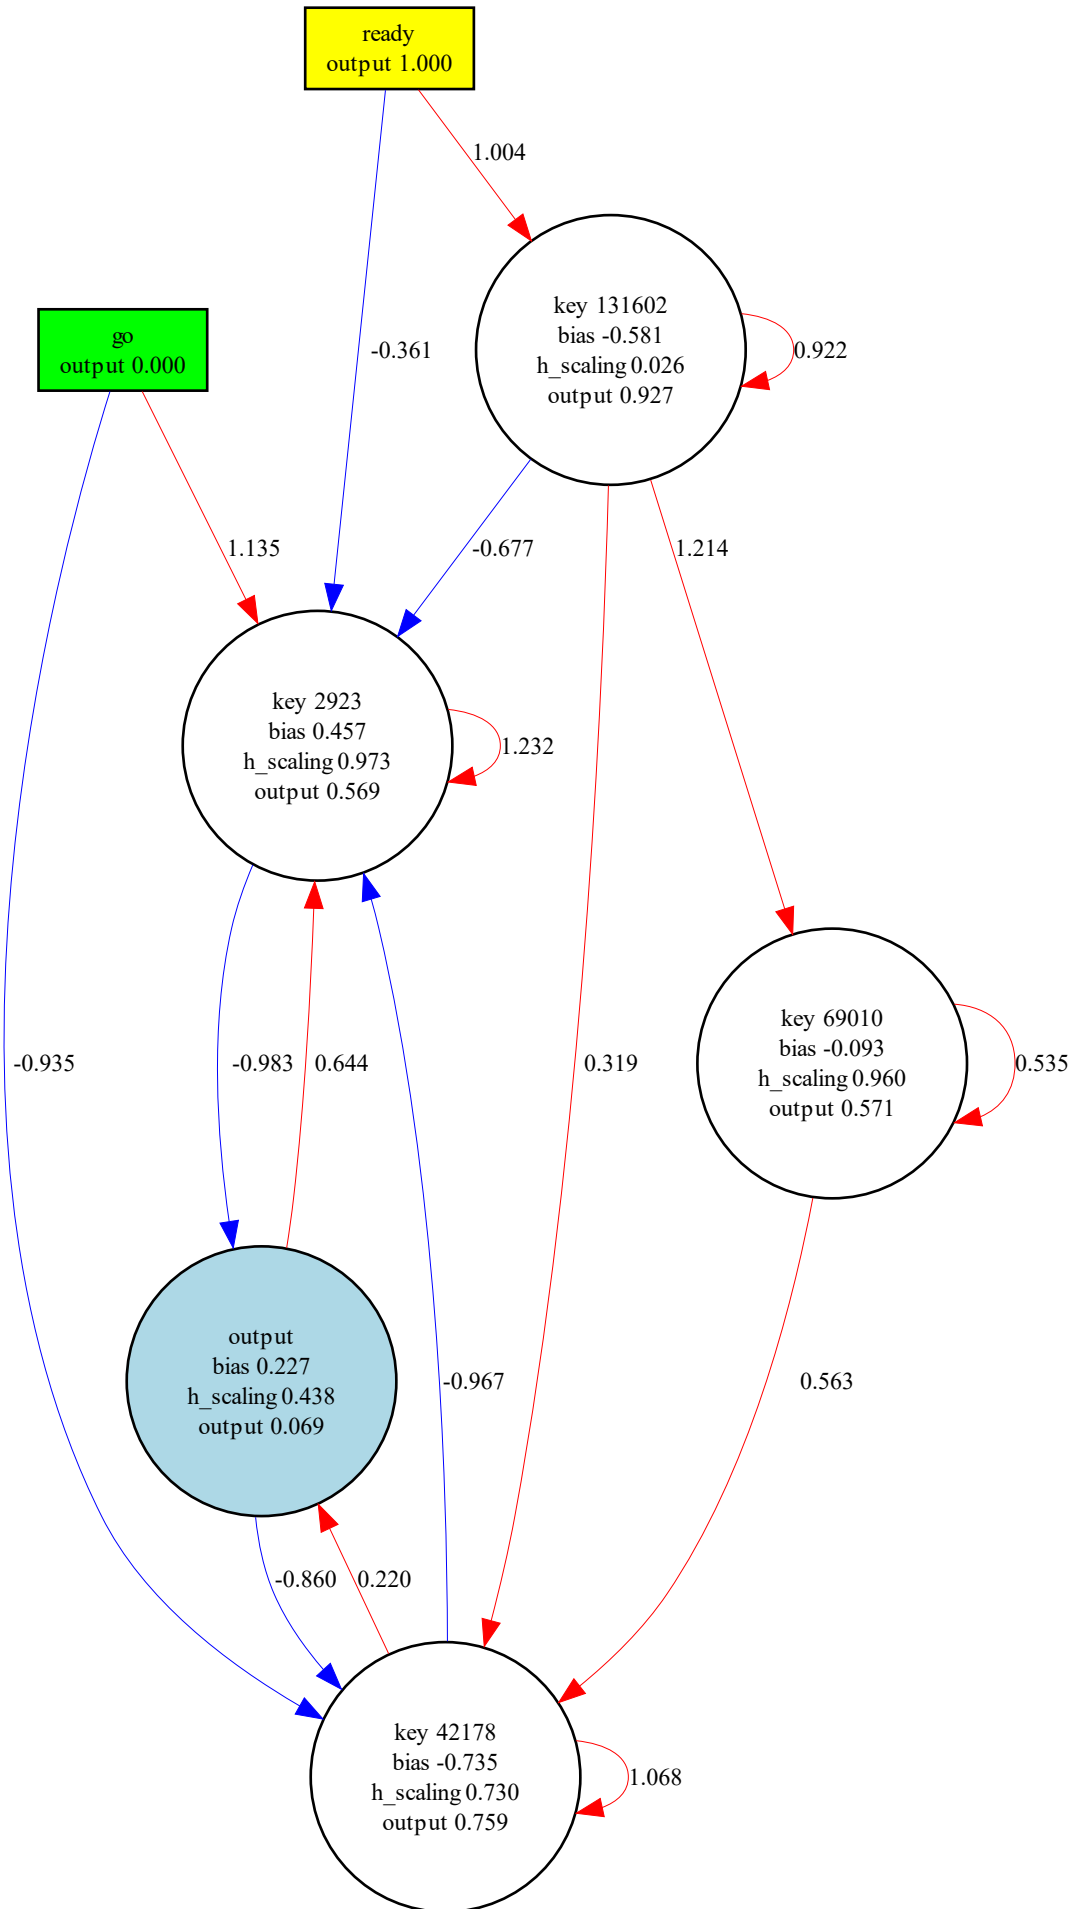 ready
output 1.000
1.004
key 131602
bias -0.581
h_scaling 0.026
output 0.927
0.922
go
output 0.000
-0.361
1.135
-0.677
1.214
key 2923
bias 0.457
h_scaling 0.973
output 0.569
1.232
key 69010
bias -0.093
h_scaling 0.960
output 0.571
0.535
-0.935
-0.983
0.644
0.319
output
bias 0.227
h_scaling 0.438
output 0.069
-0.967
0.563
-0.860
0.220
key 42178
bias -0.735
h_scaling 0.730
output 0.759
1.068